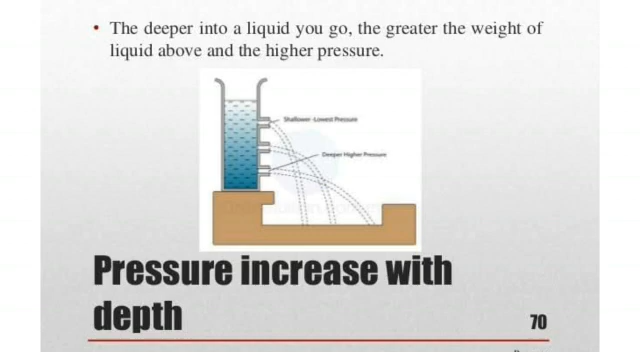 • The deeper into a liquid you go, the greater the weight of
liquid above and the higher pressure.
Shallower Lowest Pressure
Deeper Higher Pressure
Pressure increase with
depth
70